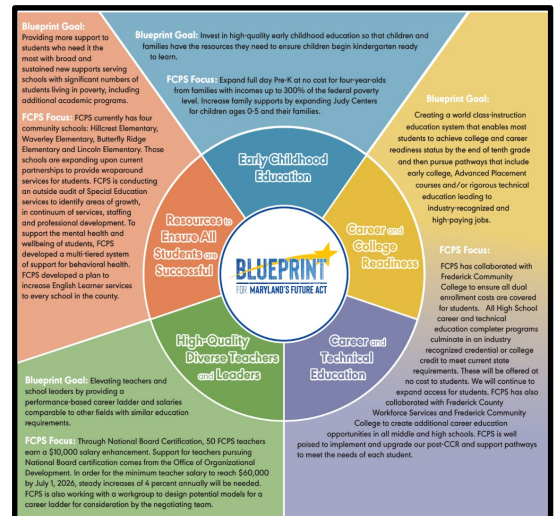 Blueprint Goal:
Providing more support to
students who need it the
most with broad and
sustained new supports serving
schools with significant numbers of
students living in poverty, including
additional academic programs.
FCPS Focus: FCPS currently has four
community schools: Hillcrest Elementary,
Waverley Elementary, Butterfly Ridge
Elementary and Lincoln Elementary. Those
schools are expanding upon current
partnerships to provide wraparound
services for students. FCPS is conducting
an outside audit of Special Education
services to identify areas of growth,
in continuum of services, staffing
and professional development. To
support the mental health and
wellbeing of students, FCPS
developed a multi-tiered system
of support for behavioral health.
FCPS developed a plan to
increase English Learner services
to every school in the county.
Blueprint Goal: Invest in high-quality early childhood education so that children and
families have the resources they need to ensure children begin kindergarten ready
to learn.
FCPS Focus: Expand full day Pre-K at no cost for four-year-olds
from families with incomes up to 300% of the federal poverty
level. Increase family supports by expanding Judy Centers
for children ages 0-5 and their families.
Blueprint Goal:
Creating a world class-instruction
education system that enables most
students to achieve college and career
readiness status by the end of tenth grade
and then pursue pathways that include
early college, Advanced Placement
courses and/or rigorous technical
education leading to
industry-recognized and
high-paying jobs.
FCPS Focus:
FCPS has collaborated with
Frederick Community
College to ensure all dual
enrollment costs are covered
for students. All High School
career and technical
education completer programs
culminate in an industry
recognized credential or college
credit to meet current state
requirements. These will be offered at
no cost to students. We will continue to
expand access for students. FCPS has also
collaborated with Frederick County
Workforce Services and Frederick Community
College to create additional career education
opportunities in all middle and high schools. FCPS is well
poised to implement and upgrade our post-CCR and support pathways
to meet the needs of each student.
Early Childhood
Education
Career and
College
Readiness
Career and
Technical
Education
High-Quality
Diverse Teachers
and Leaders
Resources to
Ensure All
Students are
Successful
BLUEPRINT
FOR MARYLAND'S FUTURE ACT
Blueprint Goal: Elevating teachers and
school leaders by providing a
performance-based career ladder and salaries
comparable to other fields with similar education
requirements.
FCPS Focus: Through National Board Certification, 50 FCPS teachers
earn a $10,000 salary enhancement. Support for teachers pursuing
National Board certification comes from the Office of Organizational
Development. In order for the minimum teacher salary to reach $60,000
by July 1, 2026, steady increases of 4 percent annually will be needed.
FCPS is also working with a workgroup to design potential models for a
career ladder for consideration by the negotiating team.